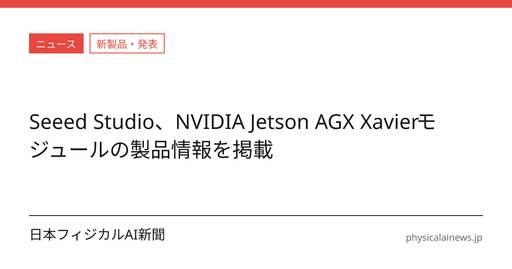 ニュース 新製品・発表
Seeed Studio、NVIDIA Jetson AGX Xavierモ
ジュールの製品情報を掲載
日本フィジカルAI新聞 physicalainews.jp